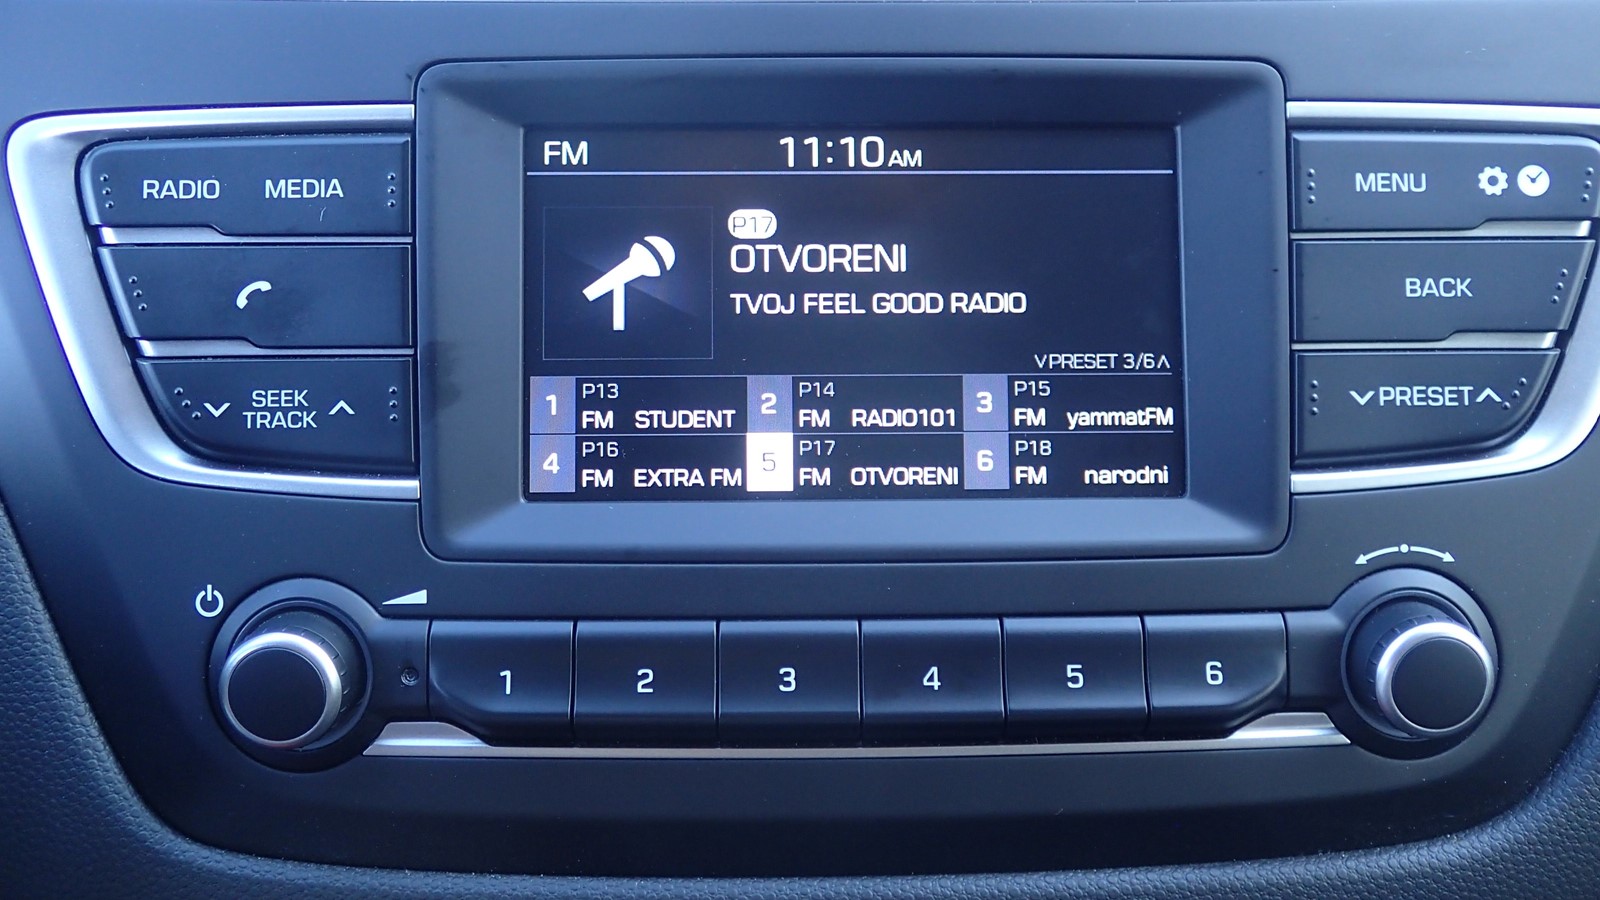 FM 11:10 AM
P17
OTVORENI
TVOJ FEEL GOOD RADIO
PRESET 3/6
1 P13 FM STUDENT
2 P14 FM RADIO101
3 P15 FM yammatFM
4 P16 FM EXTRA FM
5 P17 FM OTVORENI
6 P18 FM narodni
RADIO MEDIA
SEEK
TRACK
MENU
BACK
PRESET
1 2 3 4 5 6